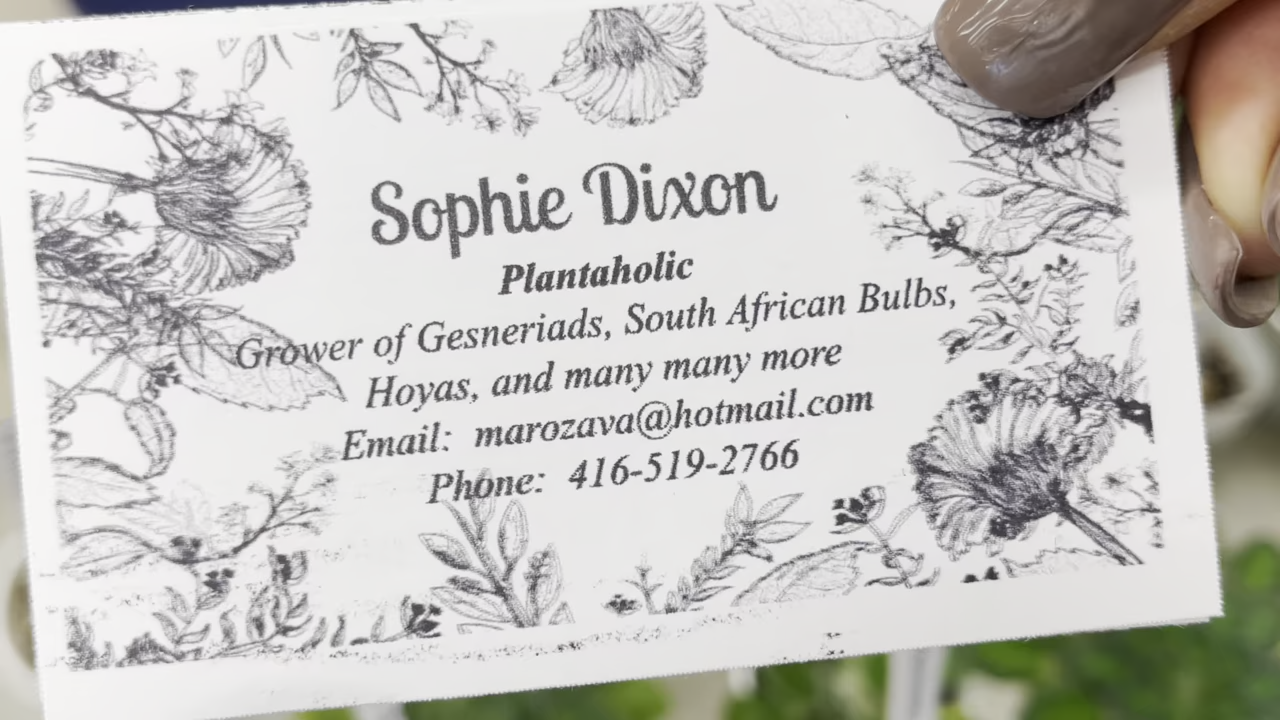 Sophie Dixon
Plantaholic
Grower of Gesneriads, South African Bulbs,
Hoyas, and many many more
Email: marozava@hotmail.com
Phone: 416-519-2766